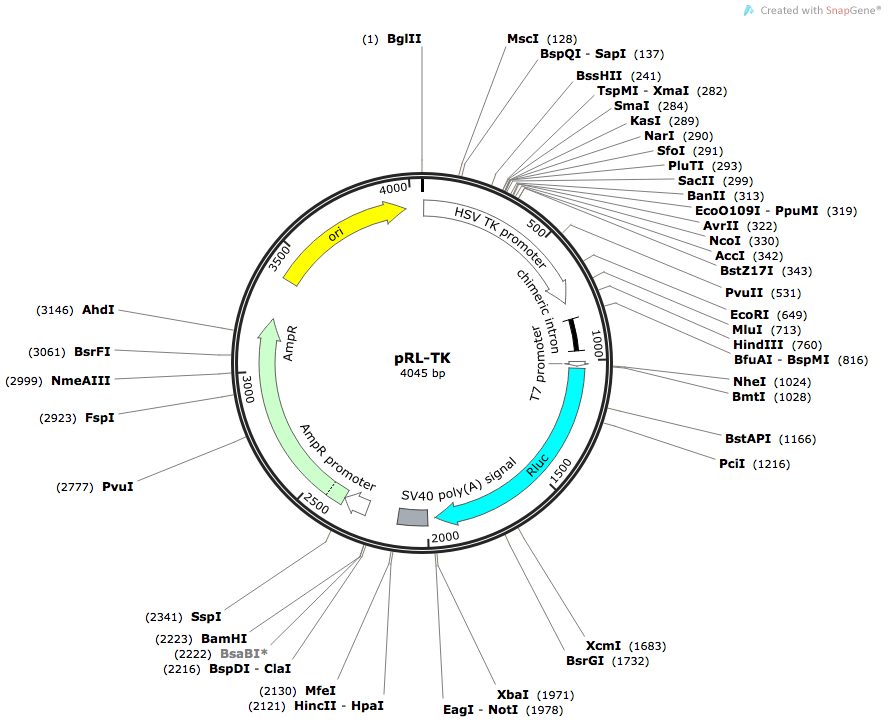 Created with SnapGene®
(1) BglII
MscI (128)
BspQI - SapI (137)
BssHII (241)
TspMI - XmaI (282)
SmaI (284)
KasI (289)
NarI (290)
SfoI (291)
PluTI (293)
SacII (299)
BanII (313)
EcoO109I - PpuMI (319)
AvrII (322)
NcoI (330)
AccI (342)
BstZ17I (343)
PvuII (531)
EcoRI (649)
MluI (713)
HindIII (760)
BfuAI - BspMI (816)
NheI (1024)
BmtI (1028)
BstAPI (1166)
PciI (1216)
XcmI (1683)
BsrGI (1732)
XbaI (1971)
EagI - NotI (1978)
(2121) HincII - HpaI
(2130) MfeI
(2216) BspDI - ClaI
(2222) BsaBI*
(2223) BamHI
(2341) SspI
(2777) PvuI
(2923) FspI
(2999) NmeAIII
(3061) BsrFI
(3146) AhdI
4000
500
1000
1500
2000
2500
3000
3500
HSV TK promoter
chimeric intron
T7 promoter
Rluc
SV40 poly(A) signal
AmpR promoter
AmpR
ori
pRL-TK
4045 bp